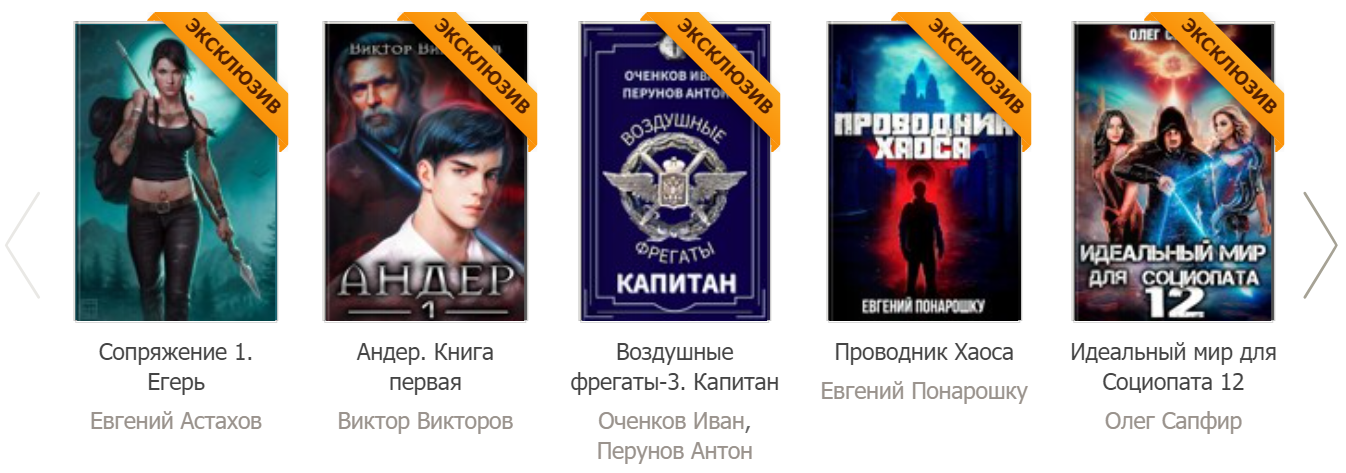 ЭКСКЛЮЗИВ
ЭКСКЛЮЗИВ
ВИКТОР
АНДЕР
1
ЭКСКЛЮЗИВ
ОЧЕНКОВ
ПЕРУНОВ АНТОН
ВОЗДУШНЫЕ
ФРЕГАТЫ
КАПИТАН
ЭКСКЛЮЗИВ
ПРОВОДНИК
ХАОСА
ЕВГЕНИЙ ПОНАРОШКУ
ЭКСКЛЮЗИВ
ОЛЕГ
ИДЕАЛЬНЫЙ МИР
ДЛЯ СОЦИОПАТА
12
Сопряжение 1.
Егерь
Евгений Астахов
Андер. Книга
первая
Виктор Викторов
Воздушные
фрегаты-3. Капитан
Оченков Иван,
Перунов Антон
Проводник Хаоса
Евгений Понарошку
Идеальный мир для
Социопата 12
Олег Сапфир